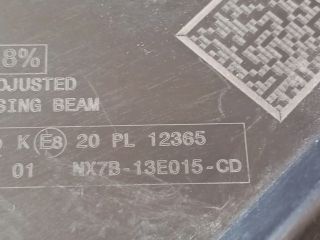 8%
DJUSTED
SING BEAM
K E8 20 PL 12365
01 NX7B-13E015-CD